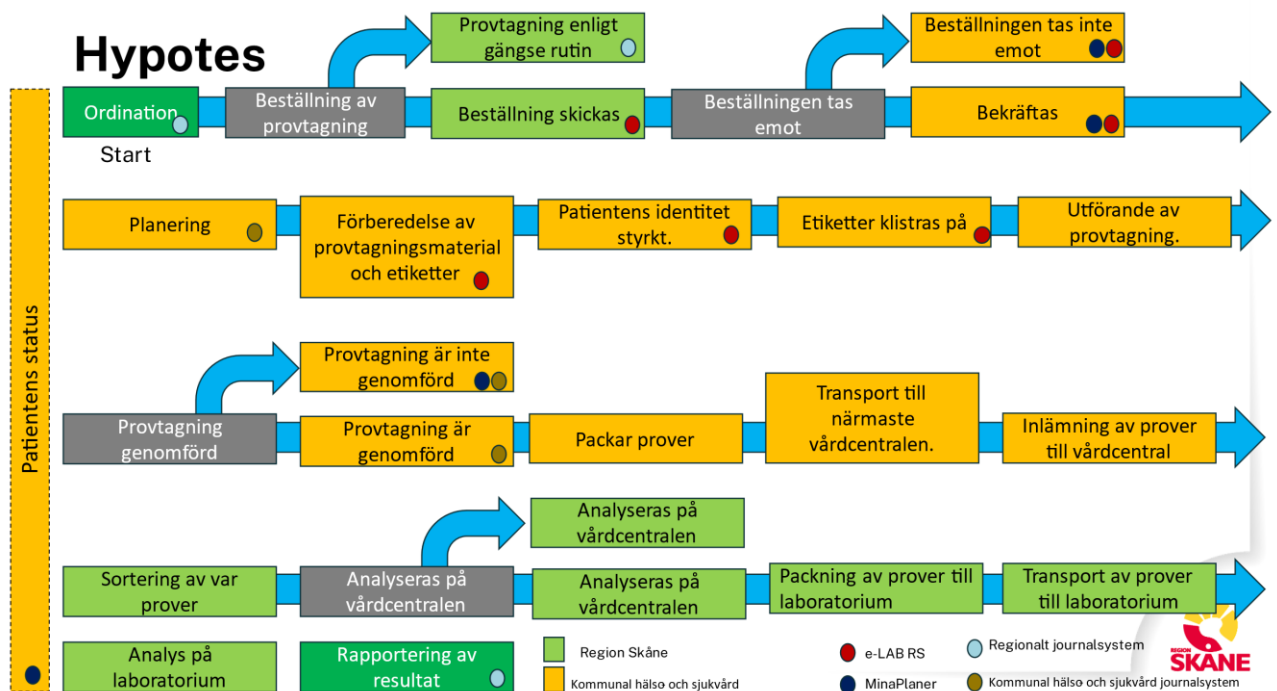 Hypotes
Provtagning enligt
gängse rutin
Beställningen tas inte
emot
Ordination
Beställning av
provtagning
Beställning skickas
Beställningen tas
emot
Bekräftas
Start
Patientens status
Planering
Förberedelse av
provtagningsmaterial
och etiketter
Patientens identitet
styrkt.
Etiketter klistras på
Utförande av
provtagning.
Provtagning är inte
genomförd
Provtagning
genomförd
Provtagning är
genomförd
Packar prover
Transport till
närmaste
vårdcentralen.
Inlämning av prover
till vårdcentral
Analyseras på
vårdcentralen
Sortering av var
prover
Analyseras på
vårdcentralen
Analyseras på
vårdcentralen
Packning av prover till
laboratorium
Transport av prover
till laboratorium
Analys på
laboratorium
Rapportering av
resultat
Region Skåne
Kommunal hälso och sjukvård
e-LAB RS
MinaPlaner
Regionalt journalsystem
Kommunal hälso och sjukvård journalsystem
REGION
SKÅNE